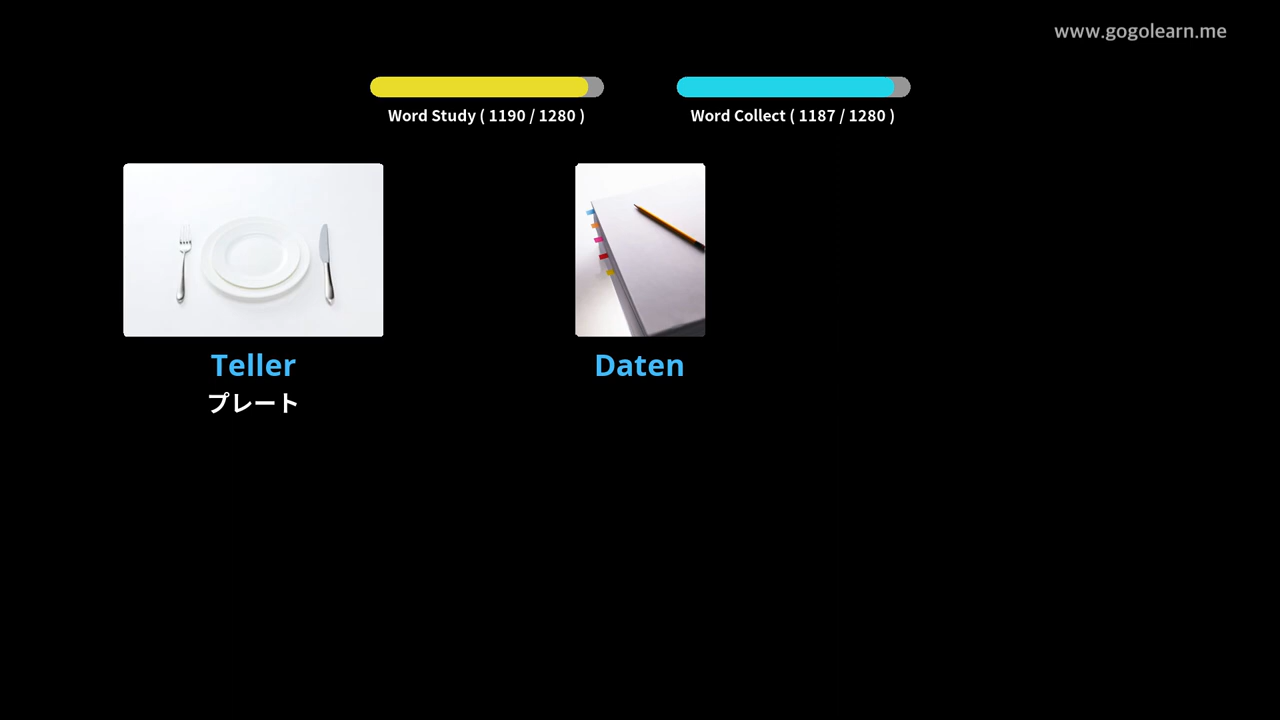 www.gogolearn.me
Word Study ( 1190 / 1280 )
Word Collect ( 1187 / 1280 )
Teller
プレート
Daten